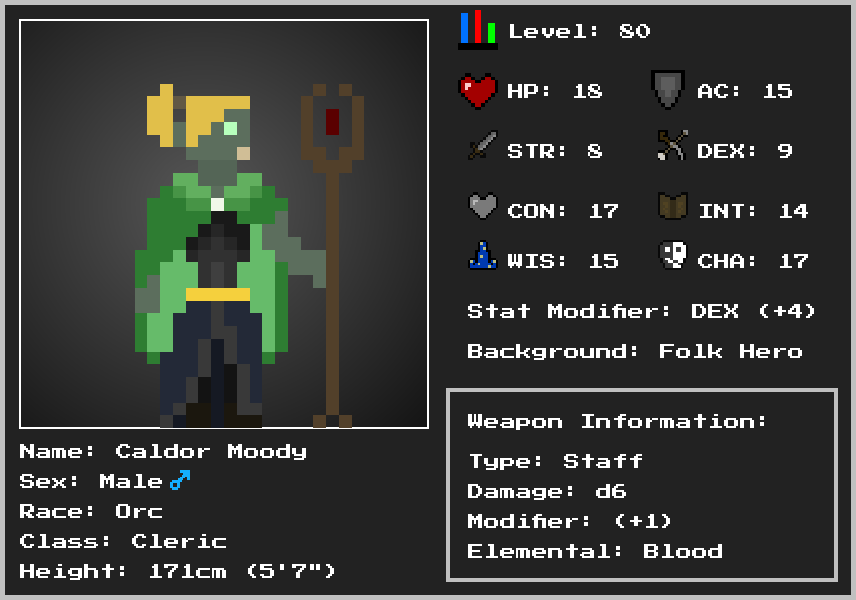 Level: 80
HP: 18 AC: 15
STR: 8 DEX: 9
CON: 17 INT: 14
WIS: 15 CHA: 17
Stat Modifier: DEX (+4)
Background: Folk Hero
Weapon Information:
Type: Staff
Damage: d6
Modifier: (+1)
Elemental: Blood
Name: Caldor Moody
Sex: Male ♂
Race: Orc
Class: Cleric
Height: 171cm (5'7")